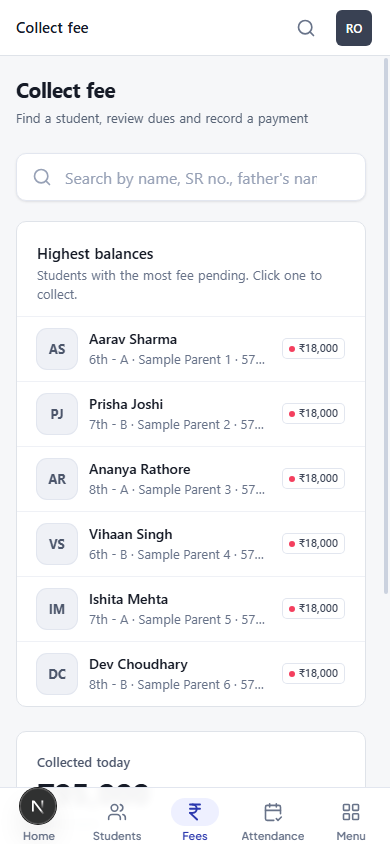 Collect fee
RO
Collect fee
Find a student, review dues and record a payment
Search by name, SR no., father's nar
Highest balances
Students with the most fee pending. Click one to
collect.
AS
Aarav Sharma
₹18,000
6th - A · Sample Parent 1 · 57...
PJ
Prisha Joshi
₹18,000
7th - B · Sample Parent 2 · 57...
AR
Ananya Rathore
₹18,000
8th - A · Sample Parent 3 · 57...
VS
Vihaan Singh
₹18,000
6th - B · Sample Parent 4 · 57...
IM
Ishita Mehta
₹18,000
7th - A · Sample Parent 5 · 57...
DC
Dev Choudhary
₹18,000
8th - B · Sample Parent 6 · 57...
Collected today
N
Home
Students
Fees
Attendance
Menu